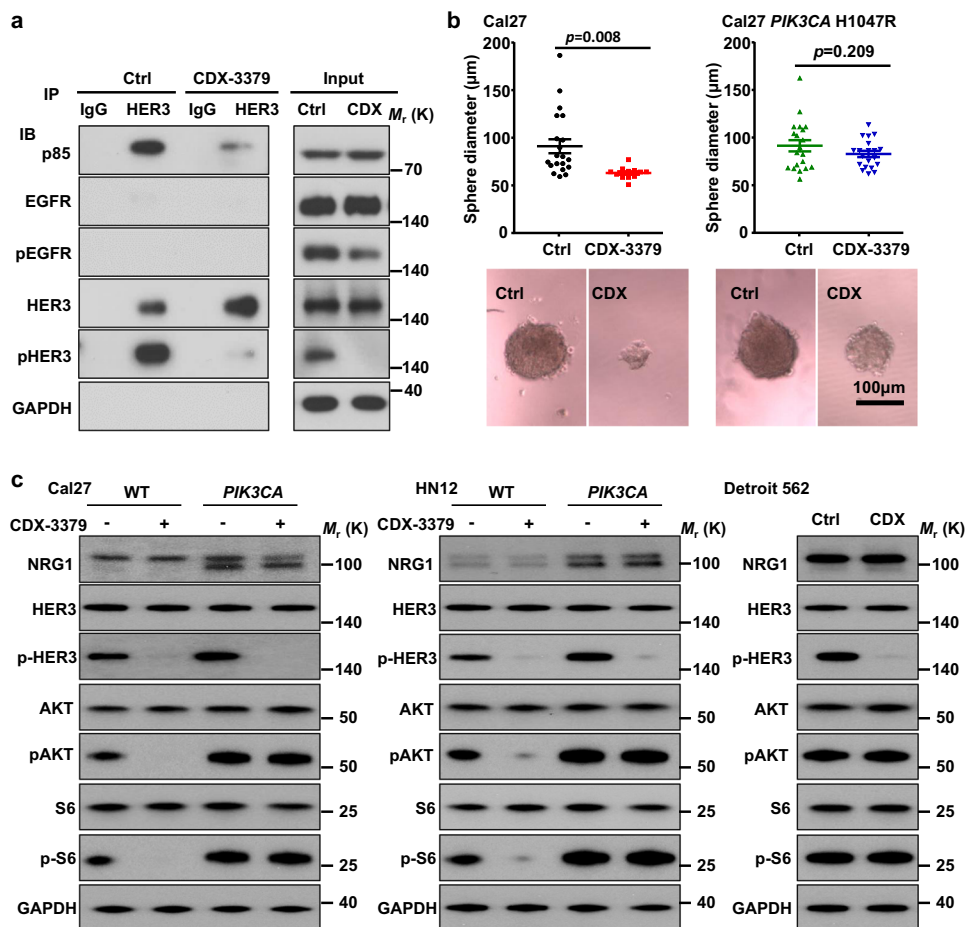 a
Ctrl CDX-3379 Input
IP
IgG HER3 IgG HER3 Ctrl CDX Mr (K)
IB
p85
70
EGFR
140
pEGFR
140
HER3
140
pHER3
140
40
GAPDH
b
Cal27
p=0.008
Sphere diameter (µm)
200
150
100
50
0
Ctrl CDX-3379
Cal27 PIK3CA H1047R
p=0.209
Sphere diameter (µm)
200
150
100
50
0
Ctrl CDX-3379
Ctrl CDX
Ctrl CDX
100µm
c
Cal27 WT PIK3CA
CDX-3379 - + - + Mr (K)
NRG1 100
HER3
140
p-HER3
140
AKT
50
pAKT
50
S6
25
p-S6
25
GAPDH 40
HN12 WT PIK3CA
CDX-3379 - + - + Mr (K)
NRG1 100
HER3
140
p-HER3
140
AKT
50
pAKT
50
S6
25
p-S6
25
GAPDH 40
Detroit 562
Ctrl CDX Mr (K)
NRG1 100
HER3
140
p-HER3
140
AKT
50
pAKT
50
S6
25
p-S6
25
GAPDH 40